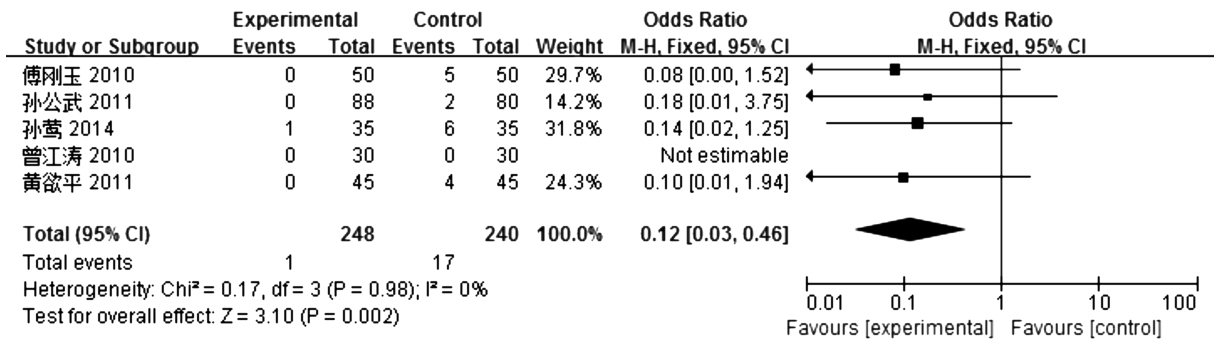 Experimental Control Odds Ratio Odds Ratio
Study or Subgroup Events Total Events Total Weight M-H, Fixed, 95% CI M-H, Fixed, 95% CI
傅刚玉 2010 0 50 5 50 29.7% 0.08 [0.00, 1.52]
孙公武 2011 0 88 2 80 14.2% 0.18 [0.01, 3.75]
孙莺 2014 1 35 6 35 31.8% 0.14 [0.02, 1.25]
曾江涛 2010 0 30 0 30 Not estimable
黄欲平 2011 0 45 4 45 24.3% 0.10 [0.01, 1.94]
Total (95% CI) 248 240 100.0% 0.12 [0.03, 0.46]
Total events 1 17
Heterogeneity: Chi² = 0.17, df = 3 (P = 0.98); I² = 0%
Test for overall effect: Z = 3.10 (P = 0.002)
0.01 0.1 1 10 100
Favours [experimental] Favours [control]